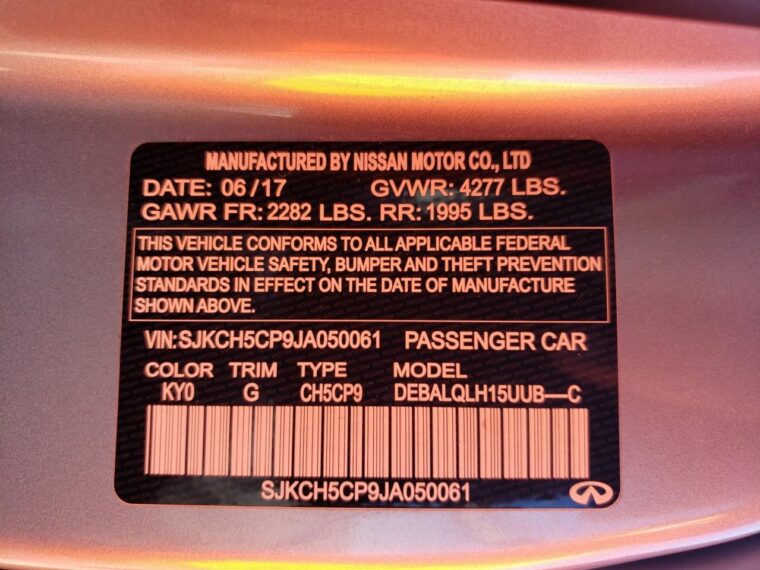 MANUFACTURED BY NISSAN MOTOR CO., LTD
DATE: 06/17 GVWR: 4277 LBS.
GAWR FR: 2282 LBS. RR: 1995 LBS.
THIS VEHICLE CONFORMS TO ALL APPLICABLE FEDERAL
MOTOR VEHICLE SAFETY, BUMPER AND THEFT PREVENTION
STANDARDS IN EFFECT ON THE DATE OF MANUFACTURE
SHOWN ABOVE.
VIN:SJKCH5CP9JA050061 PASSENGER CAR
COLOR TRIM TYPE MODEL
KY0 G CH5CP9 DEBALQLH15UUB—C
SJKCH5CP9JA050061